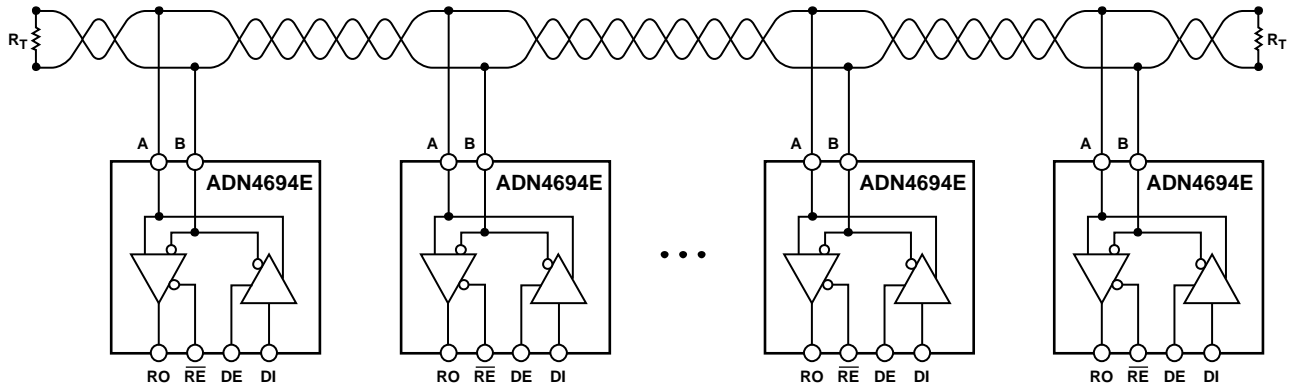 RT RT
A B A B A B A B
ADN4694E ADN4694E ADN4694E ADN4694E
RO RE DE DI RO RE DE DI RO RE DE DI RO RE DE DI